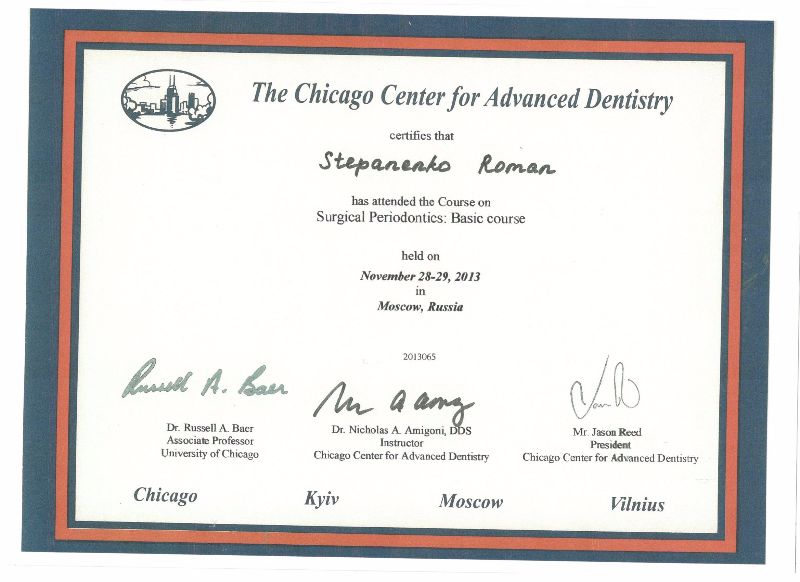 The Chicago Center for Advanced Dentistry
certifies that
Stepanenko Roman
has attended the Course on
Surgical Periodontics: Basic course
held on
November 28-29, 2013
in
Moscow, Russia
2013065
Russell A. Baer
Dr. Russell A. Baer
Associate Professor
University of Chicago
Dr. Nicholas A. Amigoni, DDS
Instructor
Chicago Center for Advanced Dentistry
Mr. Jason Reed
President
Chicago Center for Advanced Dentistry
Chicago Kyiv Moscow Vilnius